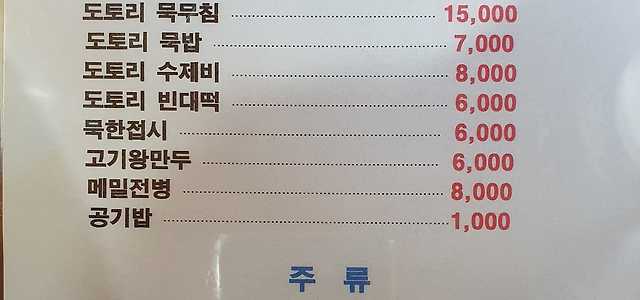 도토리 묵무침 15,000
도토리 묵밥 7,000
도토리 수제비 8,000
도토리 빈대떡 6,000
묵한접시 6,000
고기왕만두 6,000
메밀전병 8,000
공기밥 1,000
주 류